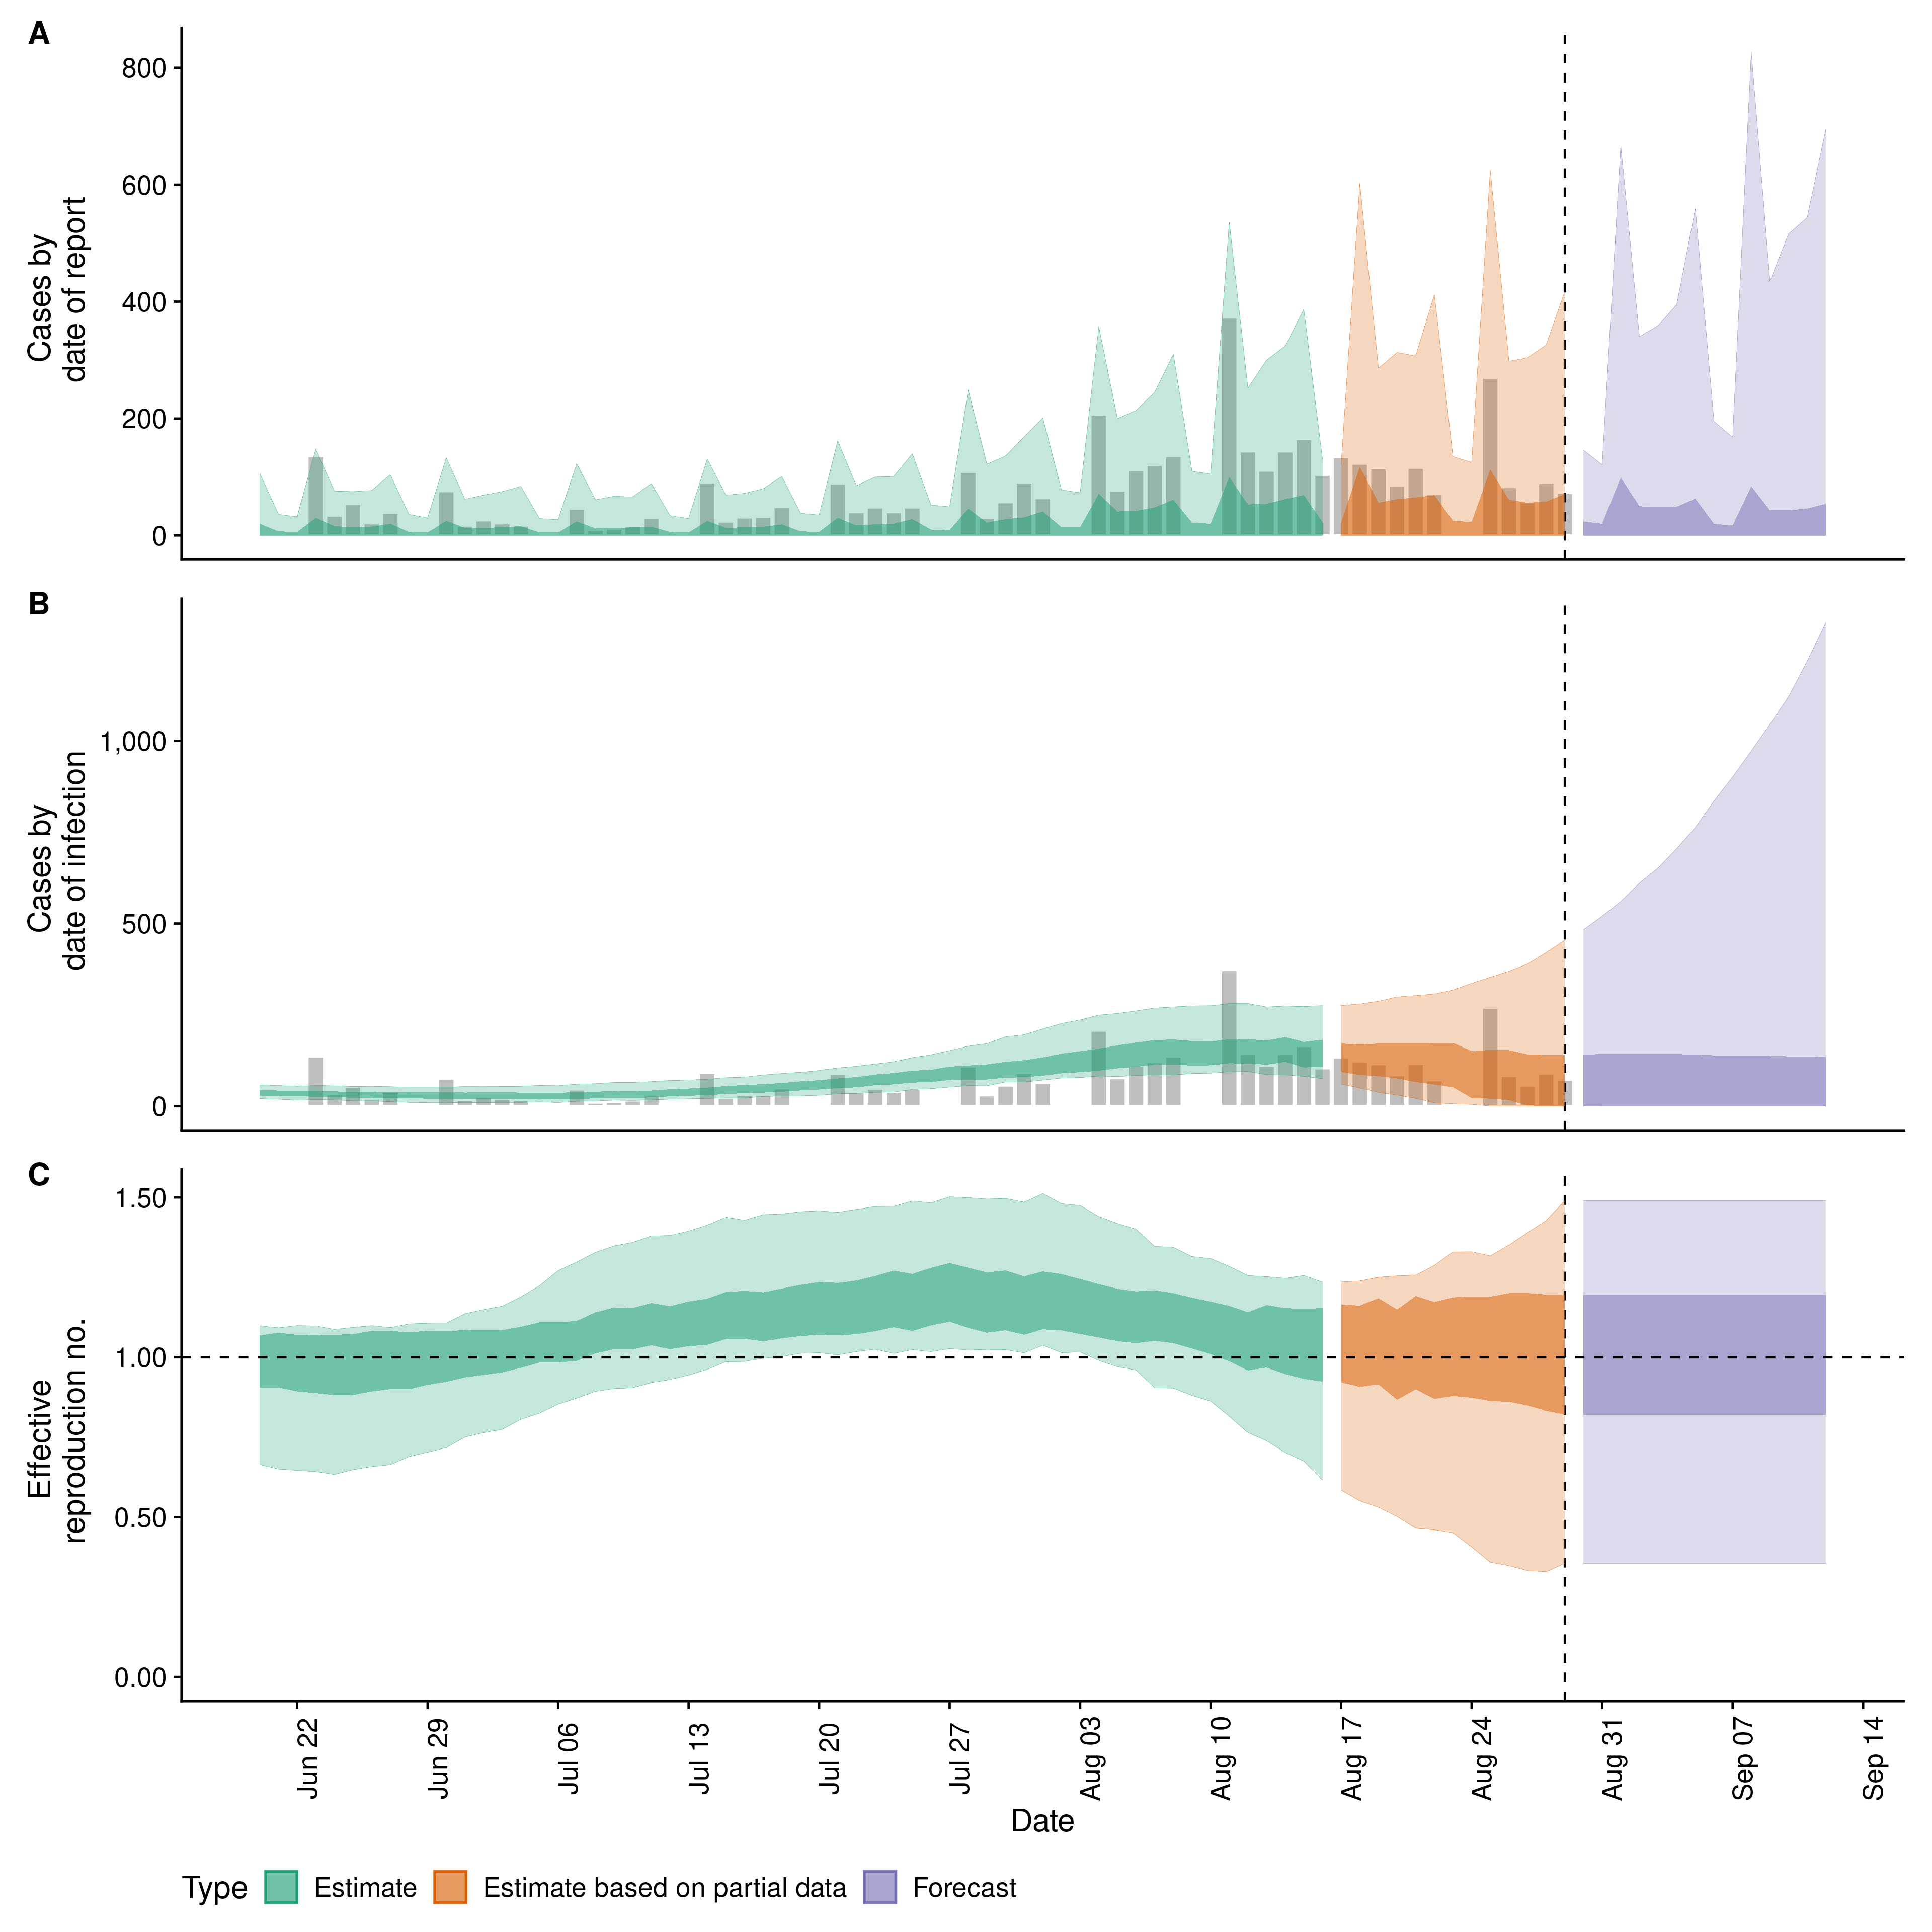 A
Cases by
date of report
800
600
400
200
0
B
Cases by
date of infection
1,000
500
0
C
Effective
reproduction no.
1.50
1.00
0.50
0.00
Jun 22
Jun 29
Jul 06
Jul 13
Jul 20
Jul 27
Aug 03
Aug 10
Aug 17
Aug 24
Aug 31
Sep 07
Sep 14
Date
Type Estimate Estimate based on partial data Forecast